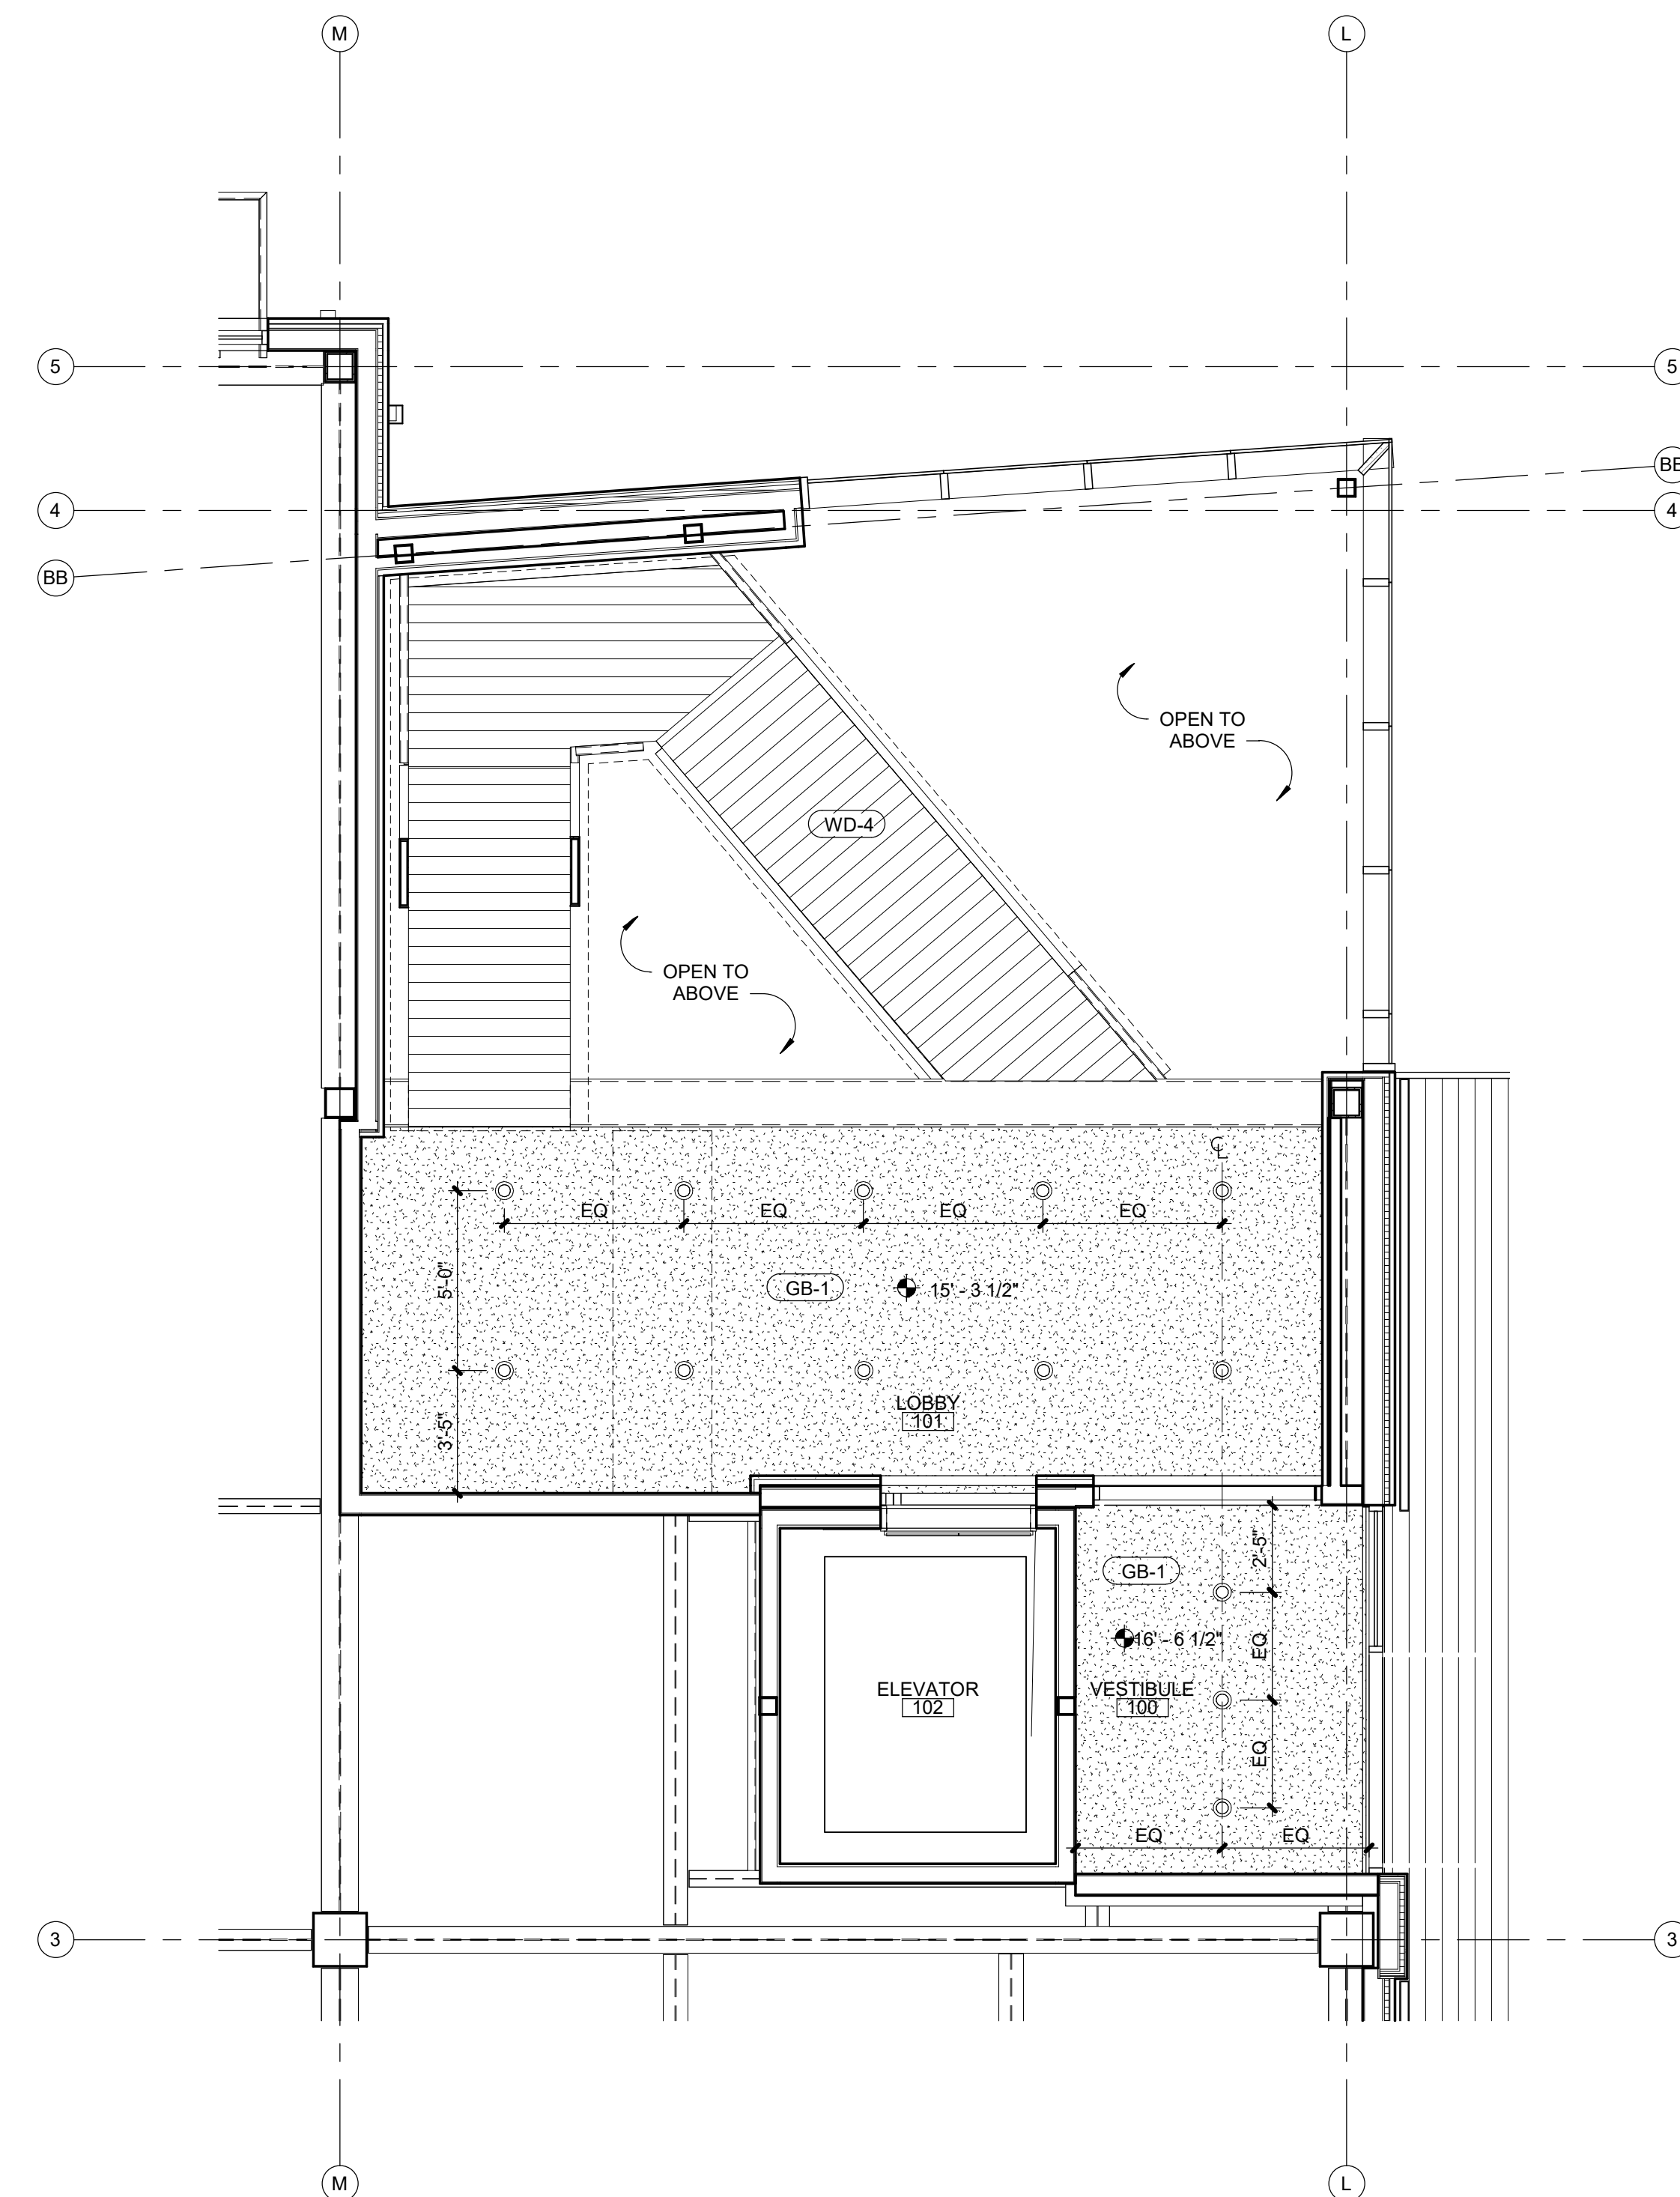 M
L
5
5
BB
4
4
BB
OPEN TO
ABOVE
WD-4
OPEN TO
ABOVE
CL
EQ
EQ
EQ
EQ
5'-0"
GB-1
15' - 3 1/2"
LOBBY
101
3'-5"
2'-5"
GB-1
16' - 6 1/2"
EQ
ELEVATOR
102
VESTIBULE
100
EQ
EQ
EQ
3
3
M
L